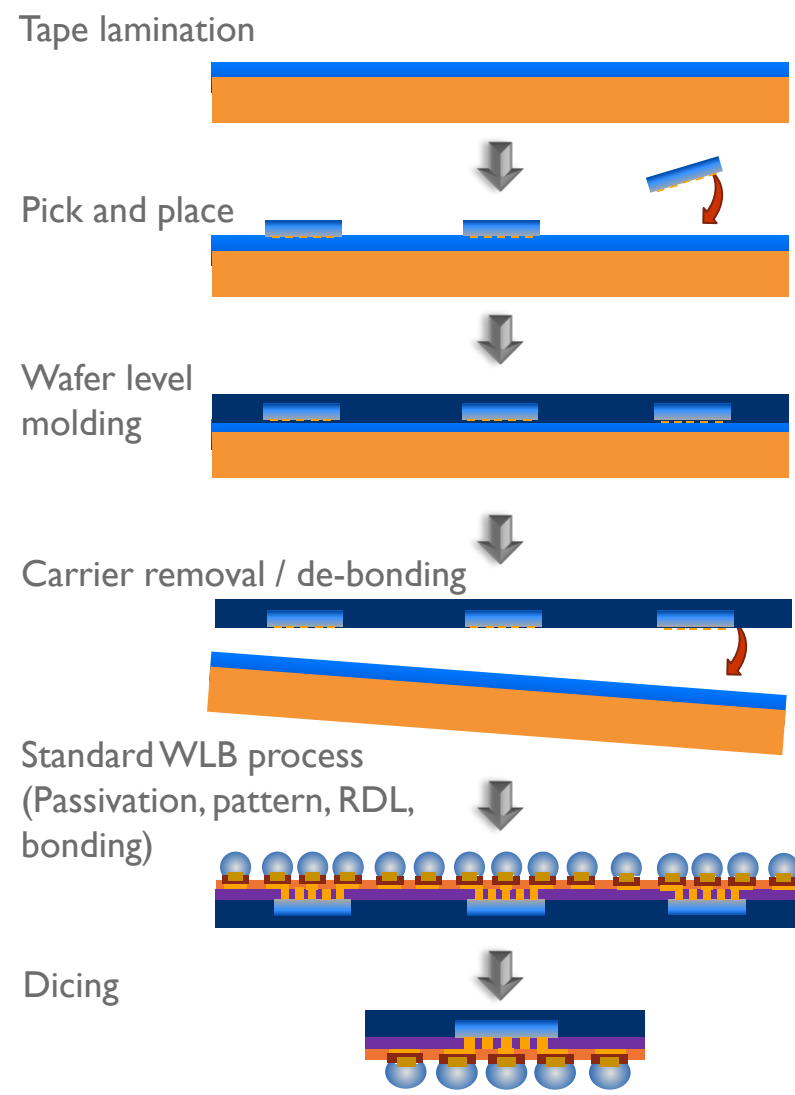 Tape lamination
Pick and place
Wafer level
molding
Carrier removal / de-bonding
Standard WLB process
(Passivation, pattern, RDL,
bonding)
Dicing